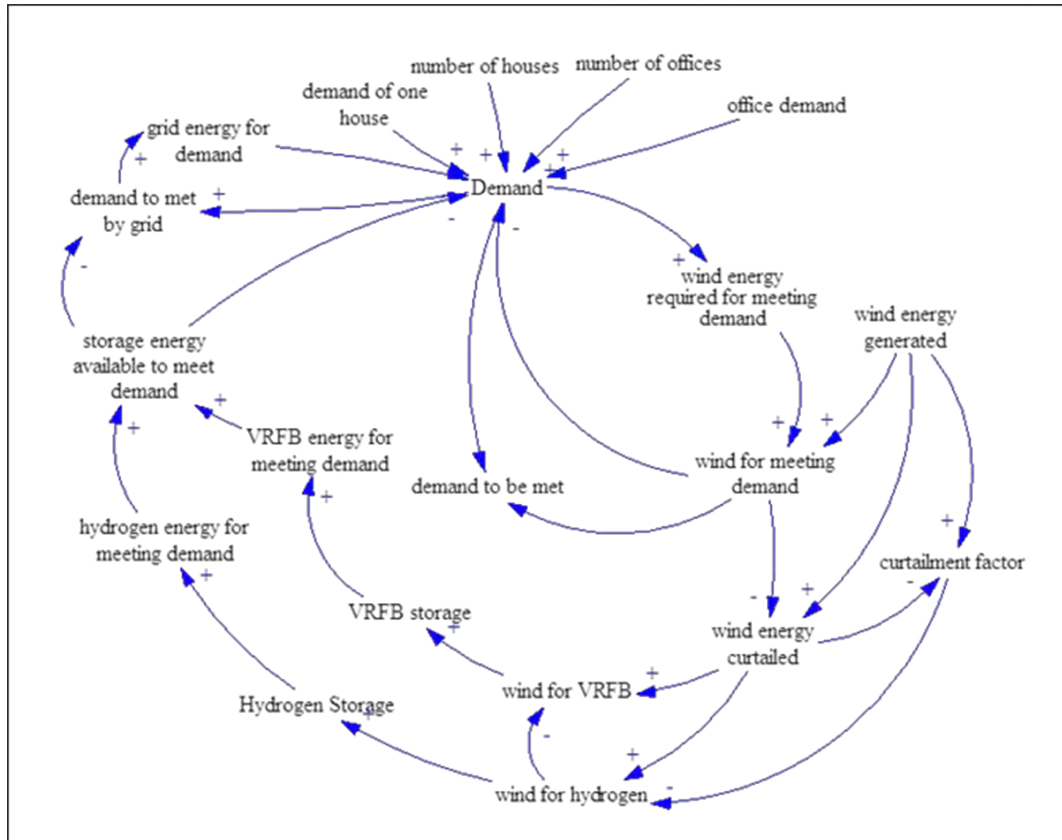 number of houses
number of offices
demand of one
house
office demand
grid energy for
demand
+
+
+
+
+
+
Demand
demand to met
by grid
+
-
-
-
+
wind energy
required for meeting
demand
wind energy
generated
storage energy
available to meet
demand
+
+
+
+
VRFB energy for
meeting demand
wind for meeting
demand
demand to be met
+
+
hydrogen energy for
meeting demand
curtailment factor
+
-
-
+
VRFB storage
+
wind energy
curtailed
+
wind for VRFB
Hydrogen Storage
+
-
+
-
wind for hydrogen